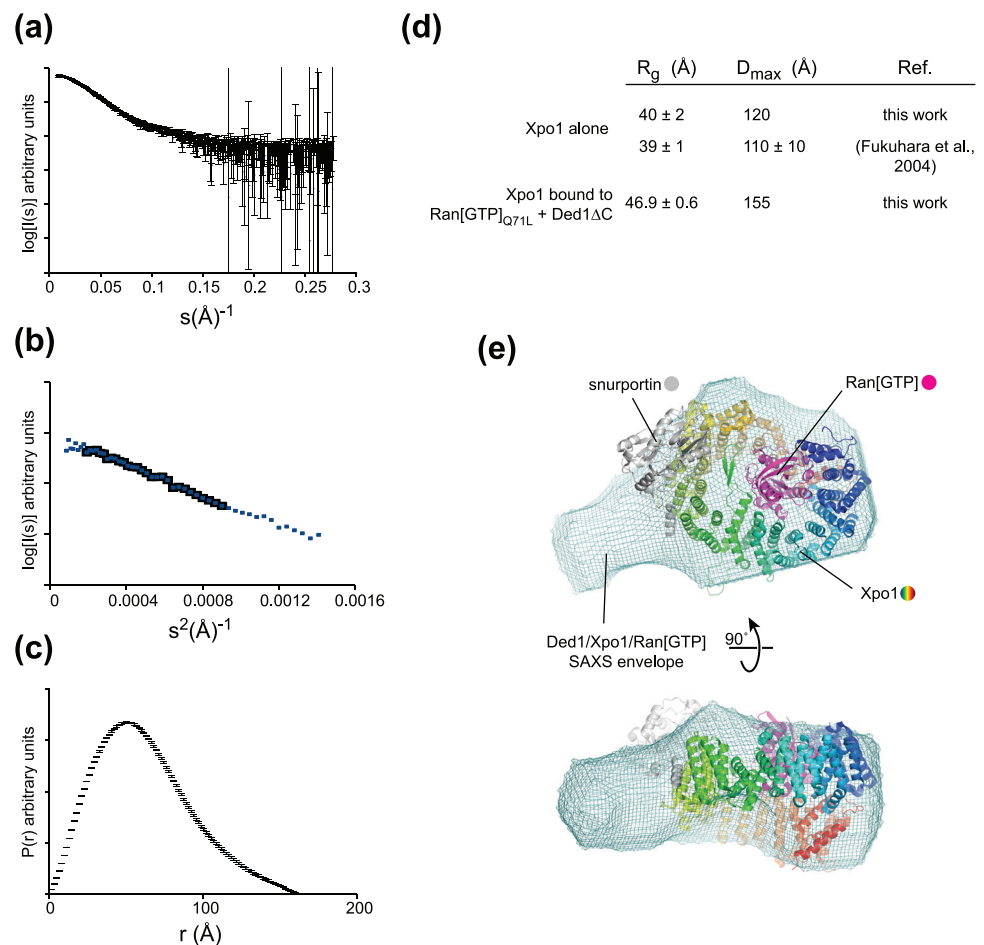 (a)
log[I(s)] arbitrary units
0 0.05 0.1 0.15 0.2 0.25 0.3
s(Å)-1
(b)
log[I(s)] arbitrary units
0 0.0004 0.0008 0.0012 0.0016
s2(Å)-1
(c)
P(r) arbitrary units
0 100 200
r (Å)
(d)
Rg (Å) Dmax (Å) Ref.
Xpo1 alone
40 ± 2 120 this work
39 ± 1 110 ± 10 (Fukuhara et al.,
2004)
Xpo1 bound to
Ran[GTP]Q71L + Ded1ΔC
46.9 ± 0.6 155 this work
(e)
snurportin
Ran[GTP]
Xpo1
Ded1/Xpo1/Ran[GTP]
SAXS envelope
90°